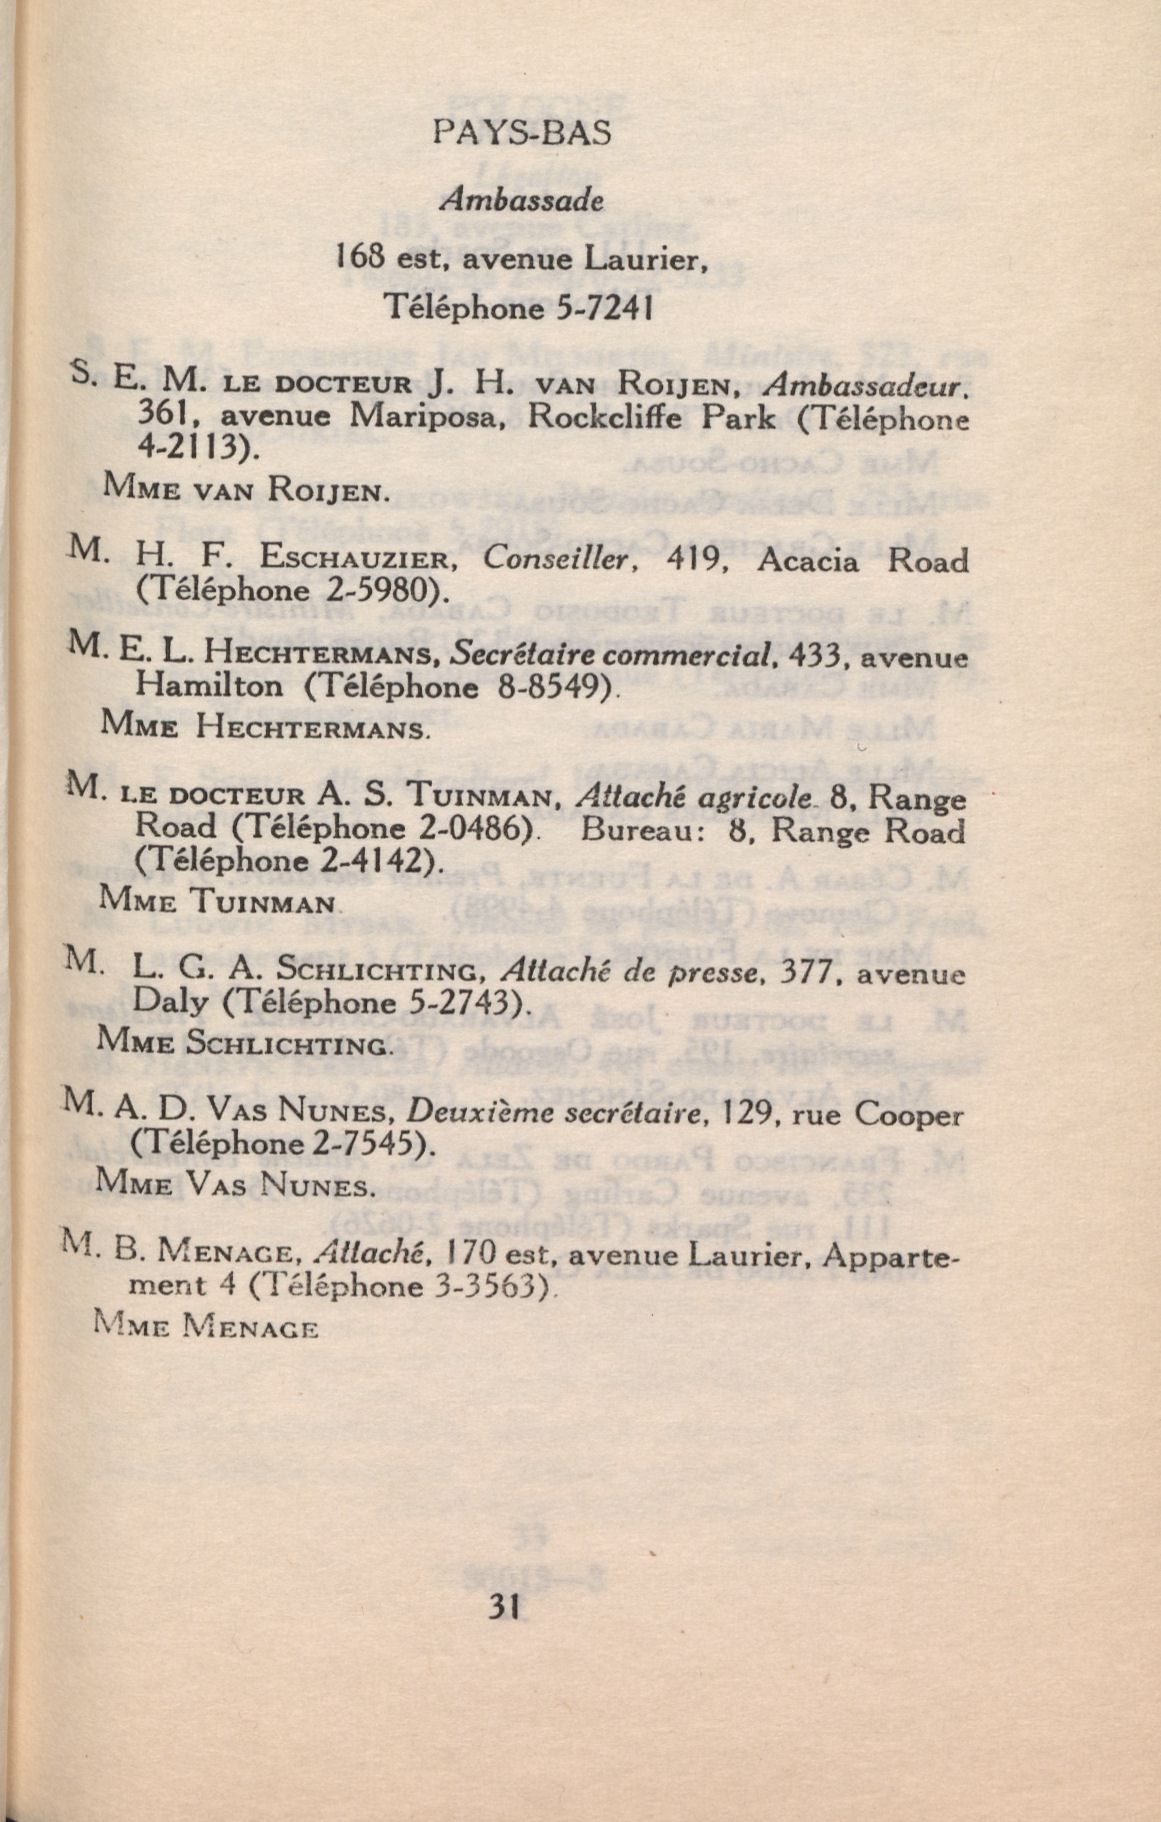 PAYS-BAS
Ambassade
168 est, avenue Laurier,
Téléphone 5-7241
S. E. M. LE DOCTEUR J. H. VAN ROIJEN, Ambassadeur,
361, avenue Mariposa, Rockcliffe Park (Téléphone
4-2113).
MME VAN ROIJEN.
M. H. F. ESCHAUZIER, Conseiller, 419, Acacia Road
(Téléphone 2-5980).
M. E. L. HECHTERMANS, Secrétaire commercial, 433, avenue
Hamilton (Téléphone 8-8549).
MME HECHTERMANS.
M. LE DOCTEUR A. S. TUINMAN, Attaché agricole. 8, Range
Road (Téléphone 2-0486). Bureau: 8, Range Road
(Téléphone 2-4142).
MME TUINMAN.
M. L. G. A. SCHLICHTING, Attaché de presse, 377, avenue
Daly (Téléphone 5-2743).
MME SCHLICHTING.
M. A. D. VAS NUNES, Deuxième secrétaire, 129, rue Cooper
(Téléphone 2-7545).
MME VAS NUNES.
M. B. MENAGE, Attaché, 170 est, avenue Laurier, Apparte-
ment 4 (Téléphone 3-3563).
MME MENAGE
31